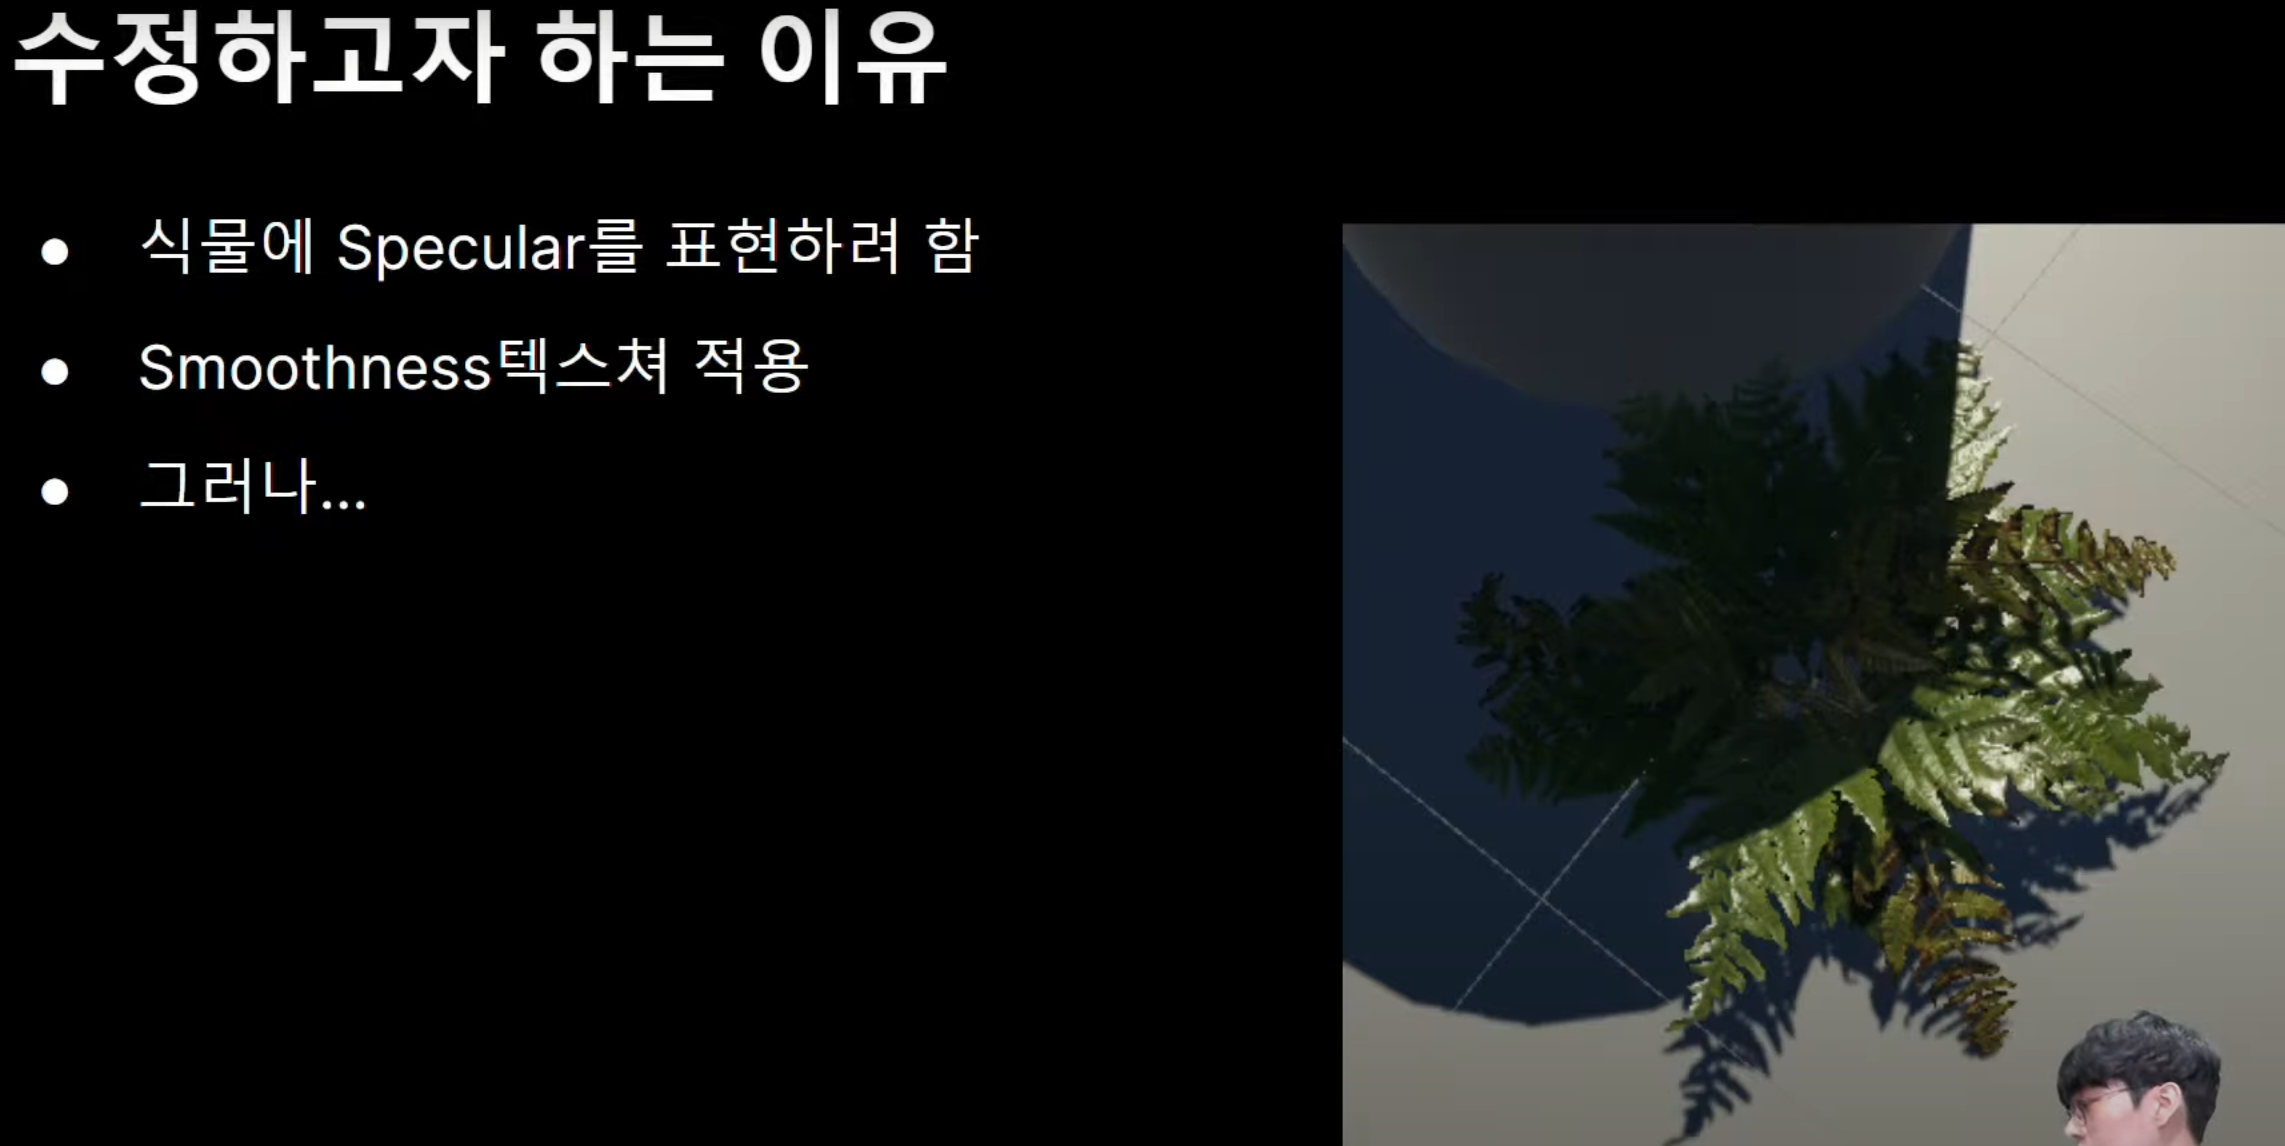 수정하고자 하는 이유
● 식물에 Specular를 표현하려 함
● Smoothness텍스쳐 적용
● 그러나...